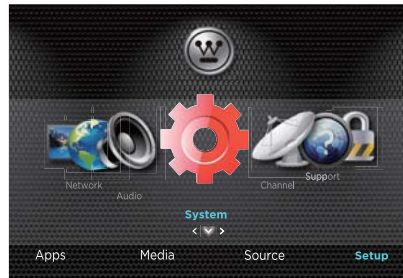 Network
Audio
System
Channel
Support
Apps
Media
Source
Setup